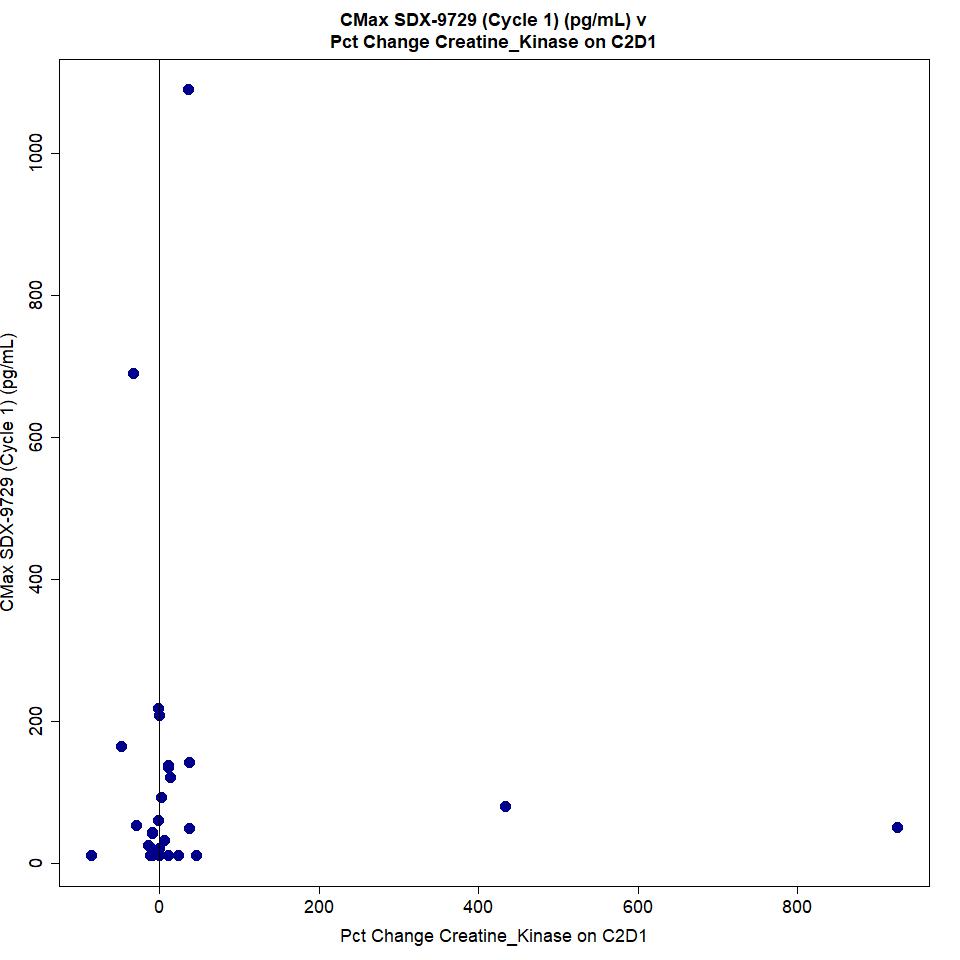 CMax SDX-9729 (Cycle 1) (pg/mL) v
Pct Change Creatine_Kinase on C2D1
CMax SDX-9729 (Cycle 1) (pg/mL)
1000
800
600
400
200
0
0 200 400 600 800
Pct Change Creatine_Kinase on C2D1